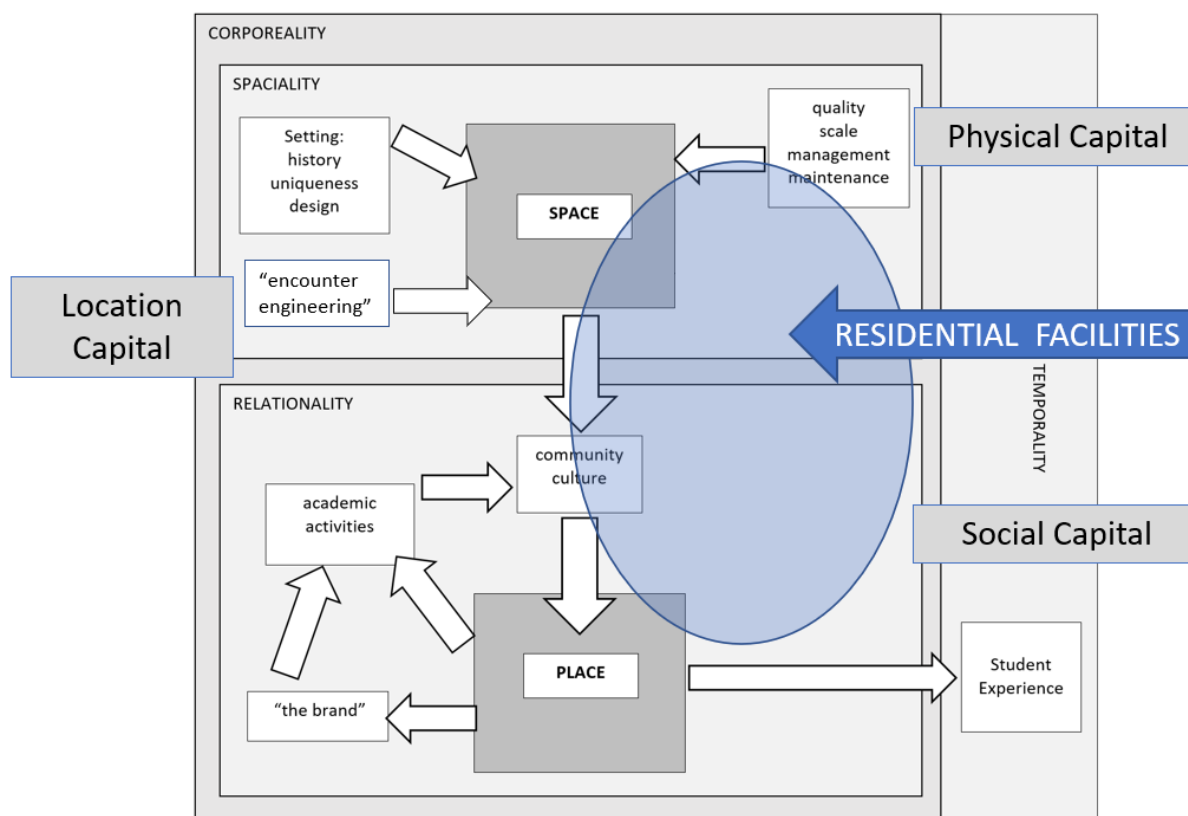 CORPOREALITY
SPACIALITY
Setting:
history
uniqueness
design
quality
scale
management
maintenance
Physical Capital
SPACE
"encounter
engineering"
Location
Capital
RESIDENTIAL FACILITIES
TEMPORALITY
RELATIONALITY
community
culture
academic
activities
Social Capital
PLACE
Student
Experience
"the brand"